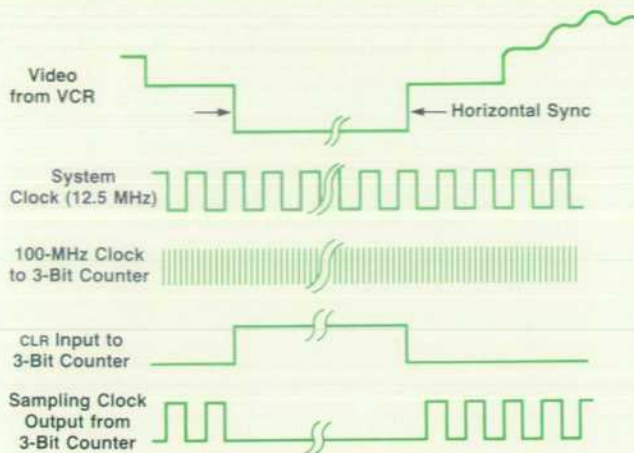 Video
from VCR
Horizontal Sync
System
Clock (12.5 MHz)
100-MHz Clock
to 3-Bit Counter
CLR Input to
3-Bit Counter
Sampling Clock
Output from
3-Bit Counter